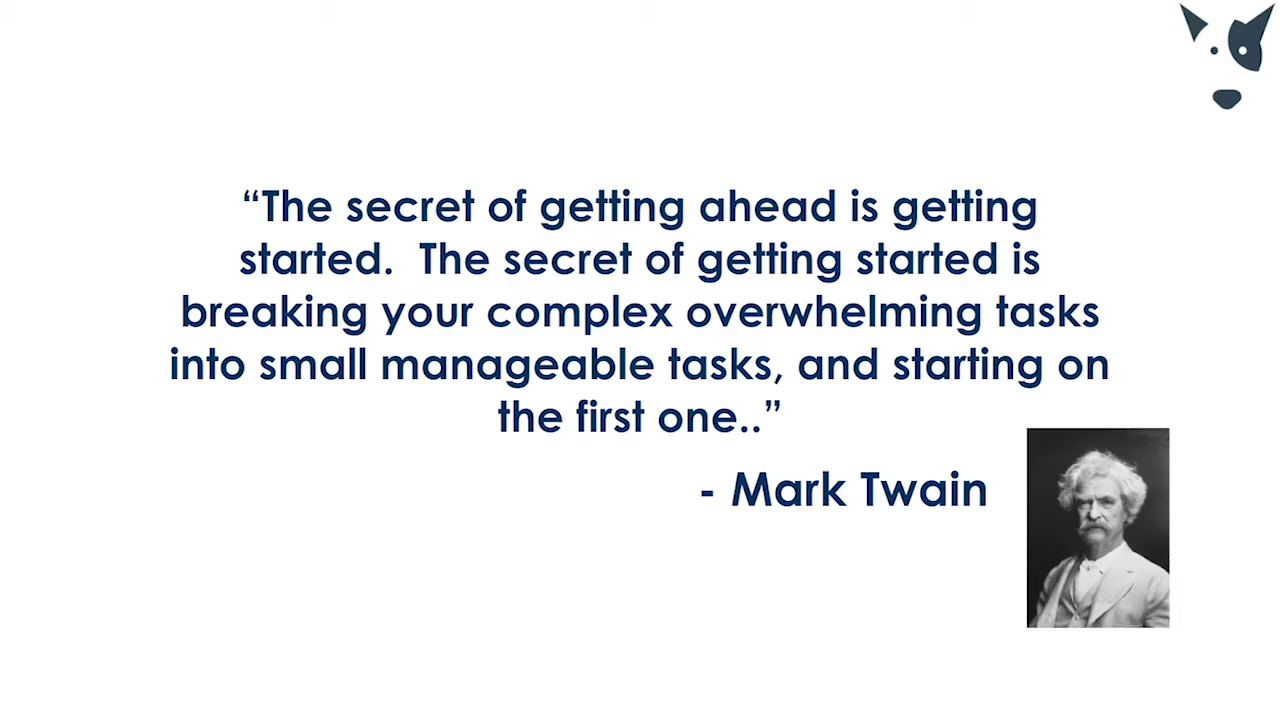 “The secret of getting ahead is getting
started.  The secret of getting started is
breaking your complex overwhelming tasks
into small manageable tasks, and starting on
the first one..”
- Mark Twain